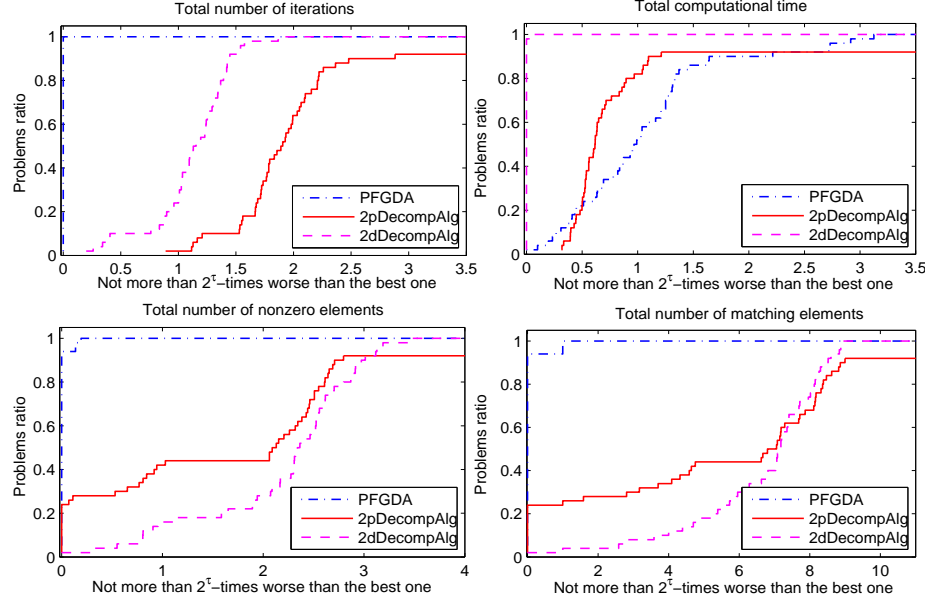 Total number of iterations
1
0.8
0.6
0.4
0.2
0
Problems ratio
PFGDA
2pDecompAlg
2dDecompAlg
0 0.5 1 1.5 2 2.5 3 3.5
Not more than 2^τ−times worse than the best one
Total computational time
1
0.8
0.6
0.4
0.2
0
Problems ratio
PFGDA
2pDecompAlg
2dDecompAlg
0 0.5 1 1.5 2 2.5 3 3.5
Not more than 2^τ−times worse than the best one
Total number of nonzero elements
1
0.8
0.6
0.4
0.2
0
Problems ratio
PFGDA
2pDecompAlg
2dDecompAlg
0 1 2 3 4
Not more than 2^τ−times worse than the best one
Total number of matching elements
1
0.8
0.6
0.4
0.2
0
Problems ratio
PFGDA
2pDecompAlg
2dDecompAlg
0 2 4 6 8 10
Not more than 2^τ−times worse than the best one